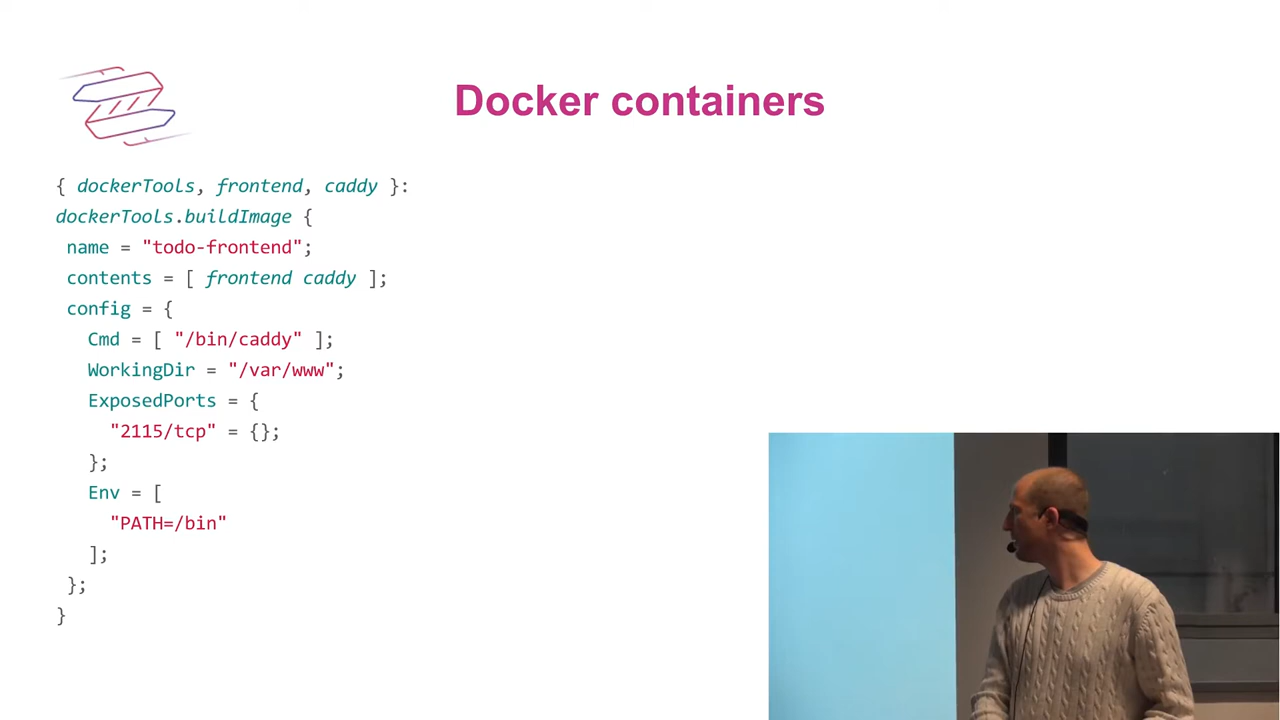 Docker containers
{ dockerTools, frontend, caddy }:
dockerTools.buildImage {
name = "todo-frontend";
contents = [ frontend caddy ];
config = {
Cmd = [ "/bin/caddy" ];
WorkingDir = "/var/www";
ExposedPorts = {
"2115/tcp" = {};
};
Env = [
"PATH=/bin"
];
};
}